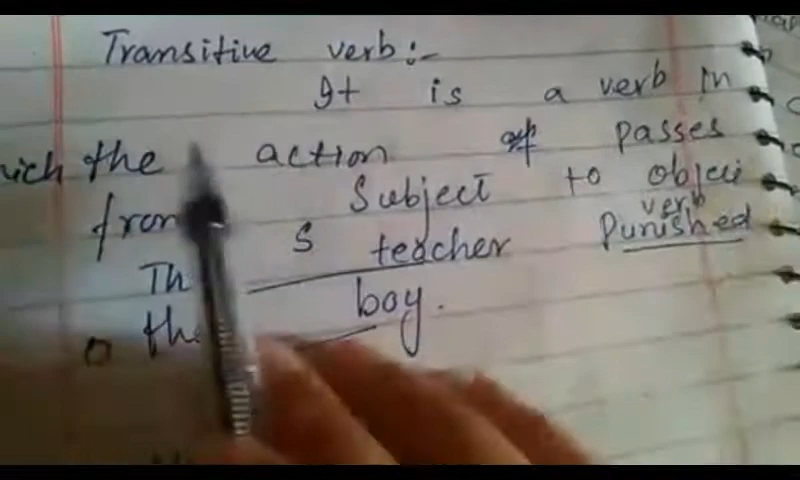 Transitive verb:-
It is a verb in
which the action passes
from Subject to object
S verb
The teacher Punished
O the boy.